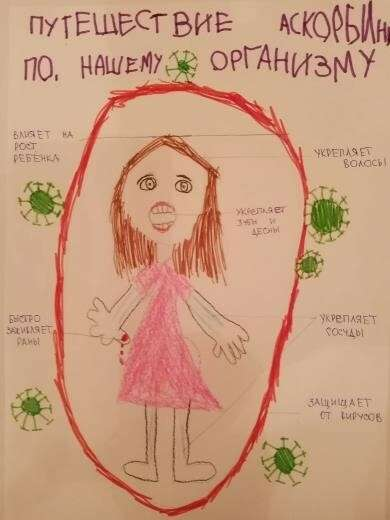 ПУТЕШЕСТВИЕ АСКОРБИН
ПО. НАШЕМУ ОРГАНИЗМУ
ВЛИЯЕТ НА
РОСТ
РЕБЕНКА
УКРЕПЛЯЕТ
ВОЛОСЫ
УКРЕПЛЯЕТ
ЗУБЫ И
ДЕСНЫ
БЫСТРО
ЗАЖИВЛЯЕТ
РАНЫ
УКРЕПЛЯЕТ
СОСУДЫ
ЗАЩИЩАЕТ
ОТ ВИРУСОВ